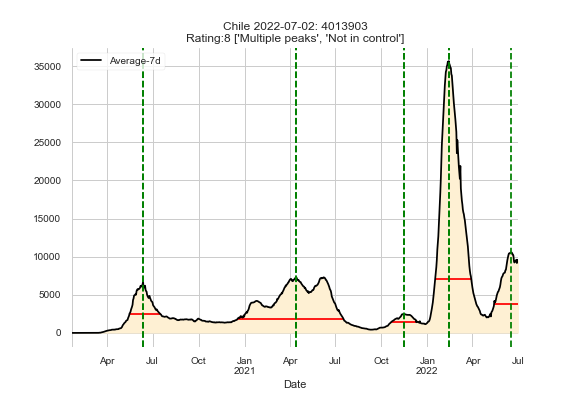 Chile 2022-07-02: 4013903
Rating:8 ['Multiple peaks', 'Not in control']
Average-7d
35000
30000
25000
20000
15000
10000
5000
0
Apr Jul Oct Jan Apr Jul Oct Jan Apr Jul
2021 2022
Date